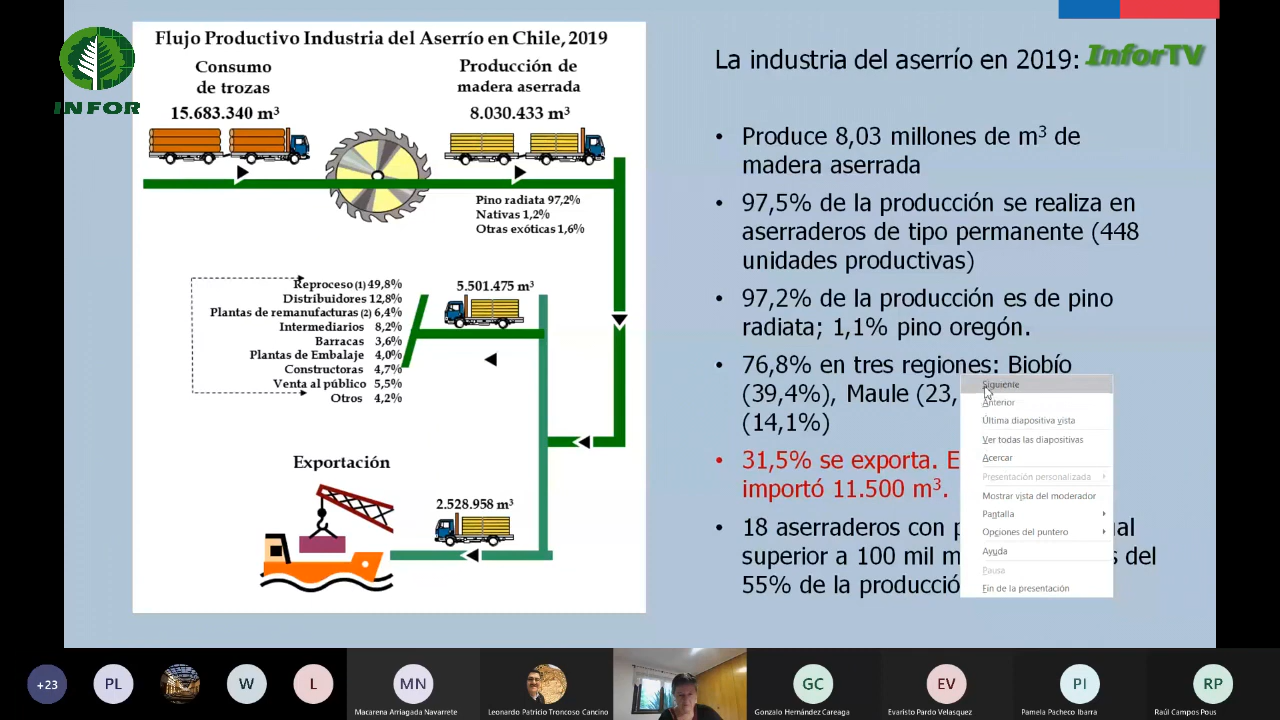 INFOR
Flujo Productivo Industria del Aserrío en Chile, 2019
Consumo
de trozas
15.683.340 m³
Producción de
madera aserrada
8.030.433 m³
Pino radiata 97,2%
Nativas 1,2%
Otras exóticas 1,6%
Reproceso (1) 49,8%
Distribuidores 12,8%
Plantas de remanufacturas (2) 6,4%
Intermediarios 8,2%
Barracas 3,6%
Plantas de Embalaje 4,0%
Constructoras 4,7%
Venta al público 5,5%
Otros 4,2%
5.501.475 m³
Exportación
2.528.958 m³
La industria del aserrío en 2019:
InforTV
• Produce 8,03 millones de m³ de
madera aserrada
• 97,5% de la producción se realiza en
aserraderos de tipo permanente (448
unidades productivas)
• 97,2% de la producción es de pino
radiata; 1,1% pino oregón.
• 76,8% en tres regiones: Biobío
(39,4%), Maule (23,
(14,1%)
• 31,5% se exporta.
importó 11.500 m³.
• 18 aserraderos con
superior a 100 mil
del
55% de la
Siguiente
Anterior
Última diapositiva vista
Ver todas las diapositivas
Acercar
Presentación personalizada
Mostrar vista del moderador
Pantalla
Opciones del puntero
Ayuda
Pausa
Fin de la presentación
+23
PL
W
L
MN
Macarena Arriagada Navarrete
Leonardo Patricio Troncoso Cancino
GC
Gonzalo Hernández Careaga
EV
Evaristo Pardo Velasquez
PI
Pamela Pacheco Ibarra
RP
Raúl Campos Pous